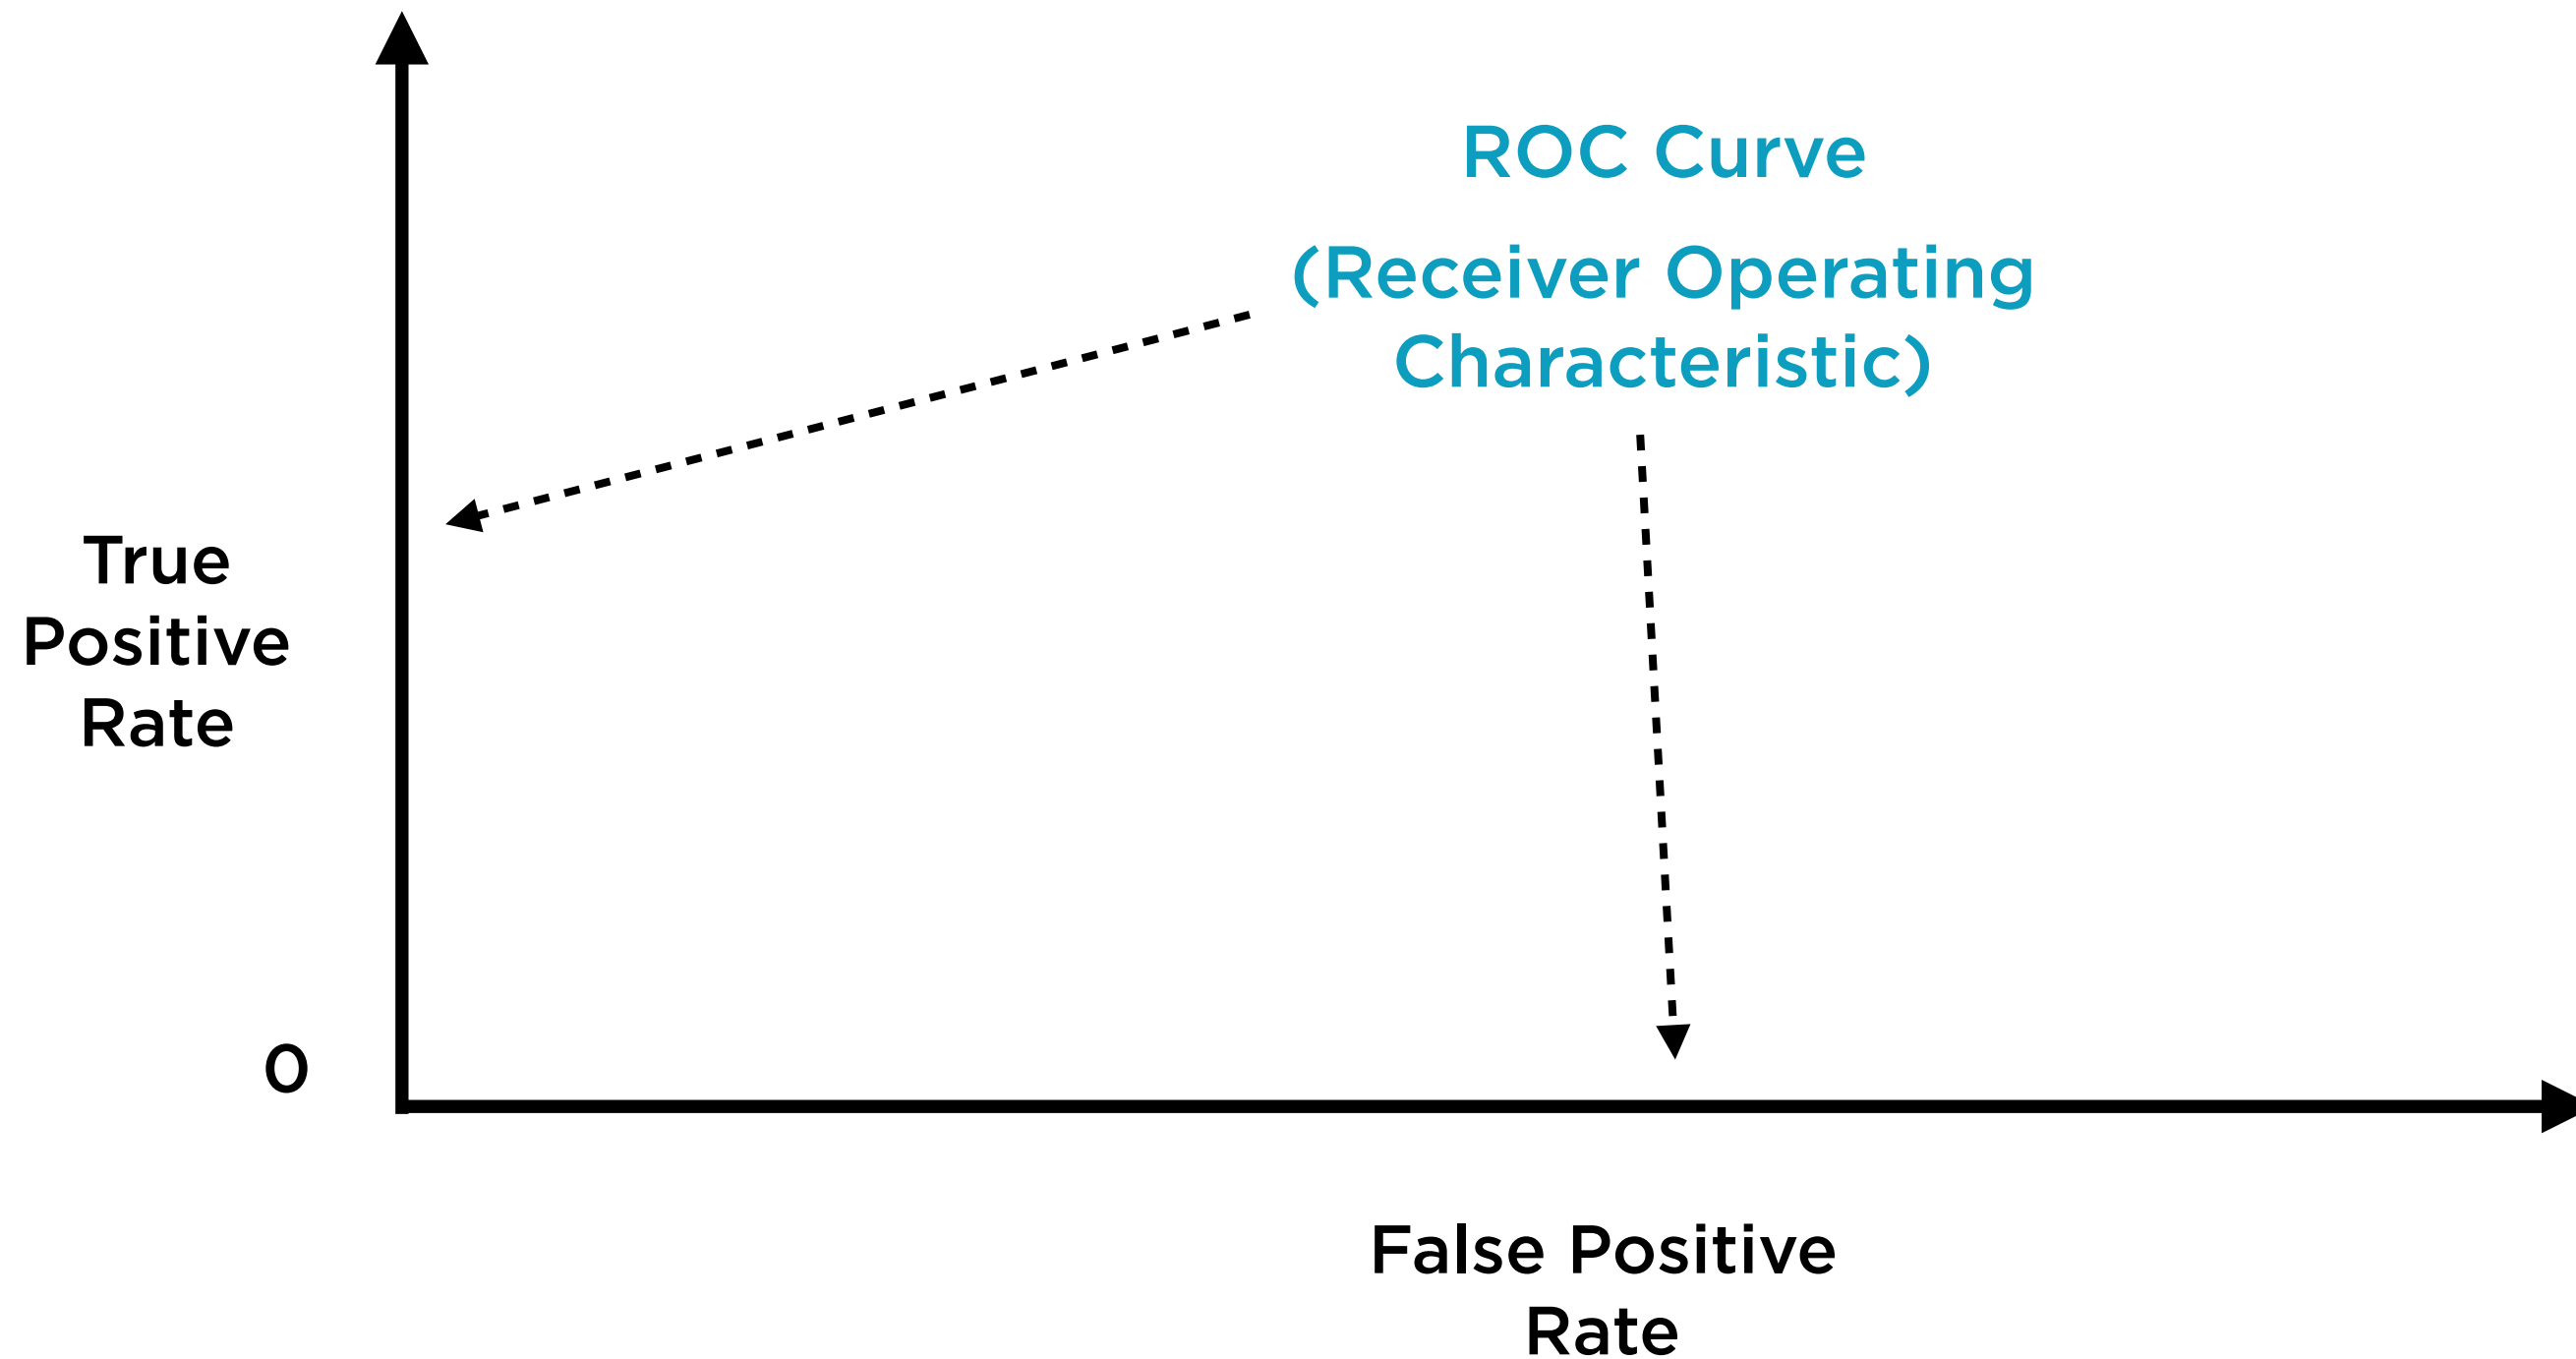 ROC Curve
(Receiver Operating
Characteristic)
True
Positive
Rate
0
False Positive
Rate